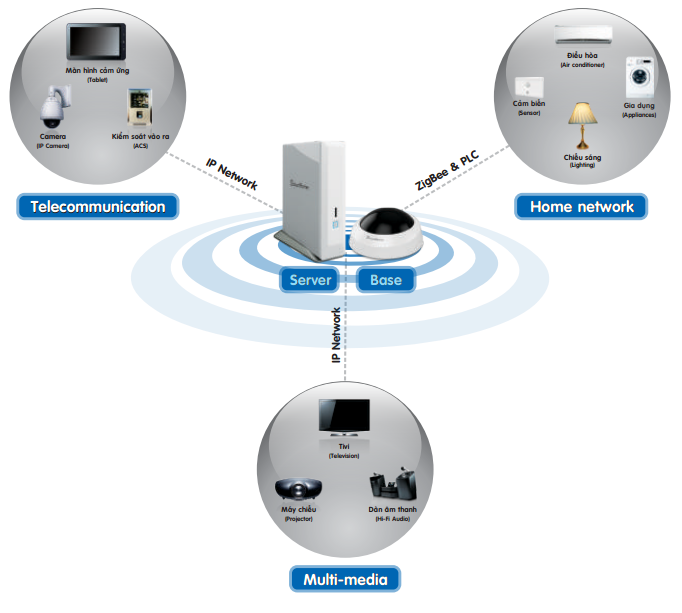 Màn hình cảm ứng
(Tablet)
Camera
(IP Camera)
Kiểm soát vào ra
(ACS)
Telecommunication
IP Network
Điều hòa
(Air conditioner)
Cảm biến
(Sensor)
Gia dụng
(Appliances)
Chiếu sáng
(Lighting)
Home network
ZigBee & PLC
Server
Base
IP Network
Tivi
(Television)
Máy chiếu
(Projector)
Dàn âm thanh
(Hi-Fi Audio)
Multi-media